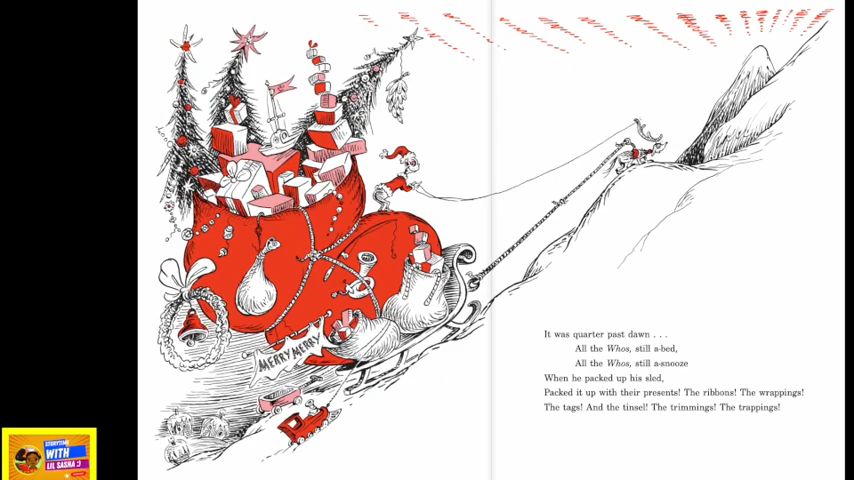 MERRY MERRY
It was quarter past dawn . . .
All the Whos, still a-bed,
All the Whos, still a-snooze
When he packed up his sled,
Packed it up with their presents! The ribbons! The wrappings!
The tags! And the tinsel! The trimmings! The trappings!
STORYTIME
WITH
LIL SASHA :)